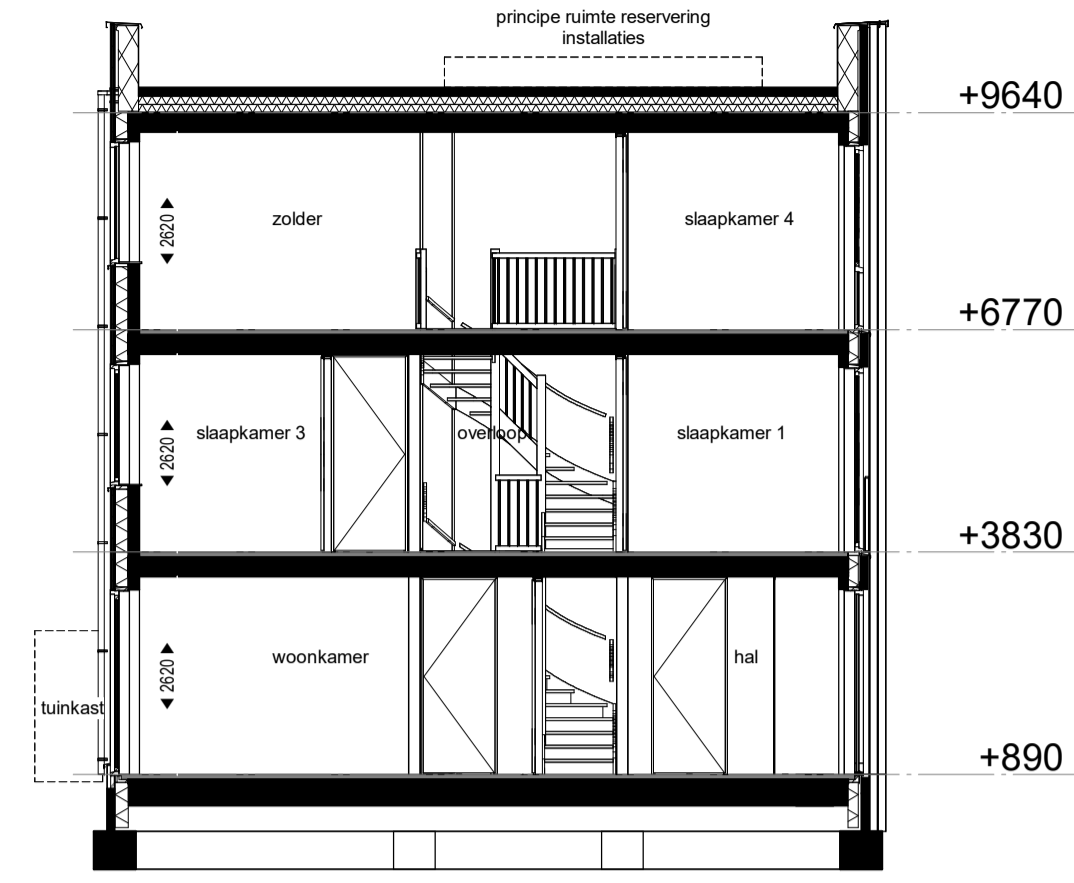 principe ruimte reservering
installaties
+9640
zolder
slaapkamer 4
2620
+6770
slaapkamer 3
overloop
slaapkamer 1
2620
+3830
woonkamer
hal
2620
tuinkast
+890